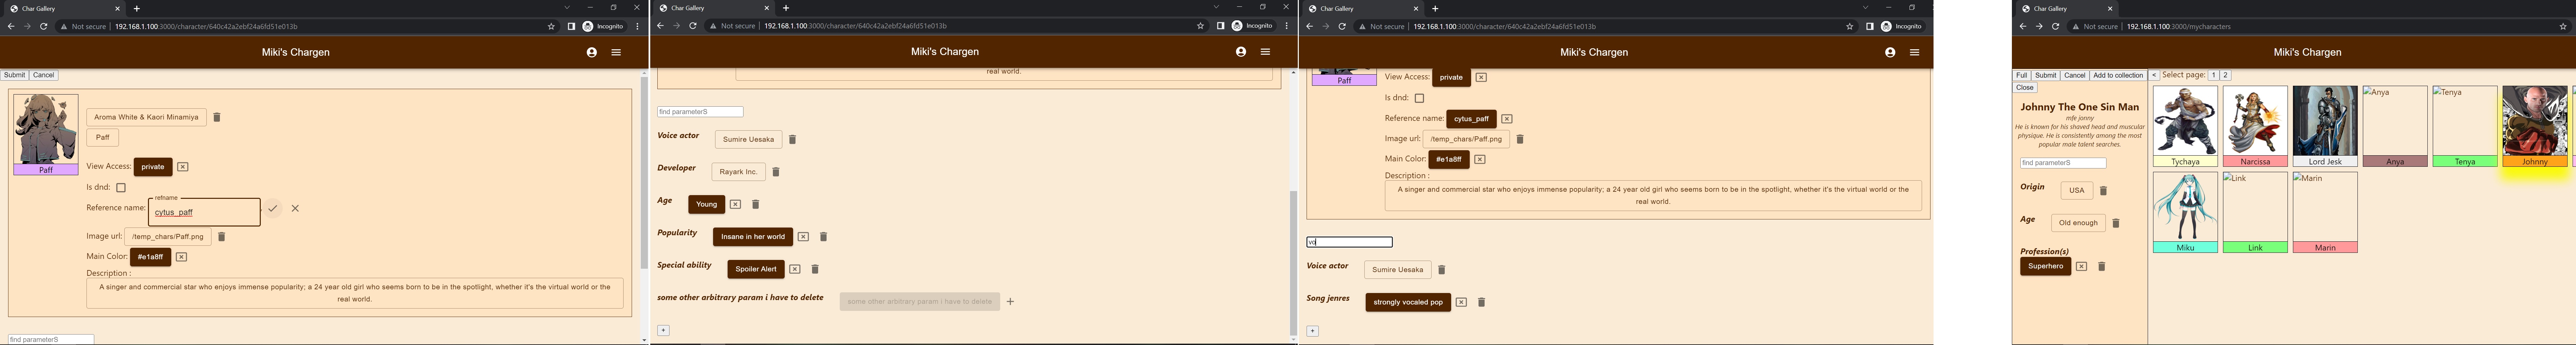 Char Gallery
Not secure | 192.168.1.100:3000/character/640c42a2ebf24a6fd51e013b
Incognito
Miki's Chargen
Submit Cancel
Paff
Aroma White & Kaori Minamiya
Paff
View Access: private
Is dnd:
Reference name: refname
cytus_paff
Image url: /temp_chars/Paff.png
Main Color: #e1a8ff
Description :
A singer and commercial star who enjoys immense popularity; a 24 year old girl who seems born to be in the spotlight, whether it's the virtual world or the
real world.
find parameterS
Char Gallery
Not secure | 192.168.1.100:3000/character/640c42a2ebf24a6fd51e013b
Incognito
Miki's Chargen
real world.
find parameterS
Voice actor Sumire Uesaka
Developer Rayark Inc.
Age Young
Popularity Insane in her world
Special ability Spoiler Alert
some other arbitrary param i have to delete some other arbitrary param i have to delete +
+
Char Gallery
Not secure | 192.168.1.100:3000/character/640c42a2ebf24a6fd51e013b
Incognito
Miki's Chargen
Paff
View Access: private
Is dnd:
Reference name: cytus_paff
Image url: /temp_chars/Paff.png
Main Color: #e1a8ff
Description :
A singer and commercial star who enjoys immense popularity; a 24 year old girl who seems born to be in the spotlight, whether it's the virtual world or the
real world.
vo
Voice actor Sumire Uesaka
Song jenres strongly vocaled pop
+
Char Gallery
Not secure | 192.168.1.100:3000/mycharacters
Miki's Chargen
Full Submit Cancel Add to collection
Close
Johnny The One Sin Man
mfe jonny
He is known for his shaved head and muscular
physique. He is consistently among the most
popular male talent searches.
find parameterS
Origin USA
Age Old enough
Profession(s)
Superhero
< Select page: 1 2
Anya Tenya
Tychaya Narcissa Lord Jesk Anya Tenya Johnny
Link Marin
Miku Link Marin